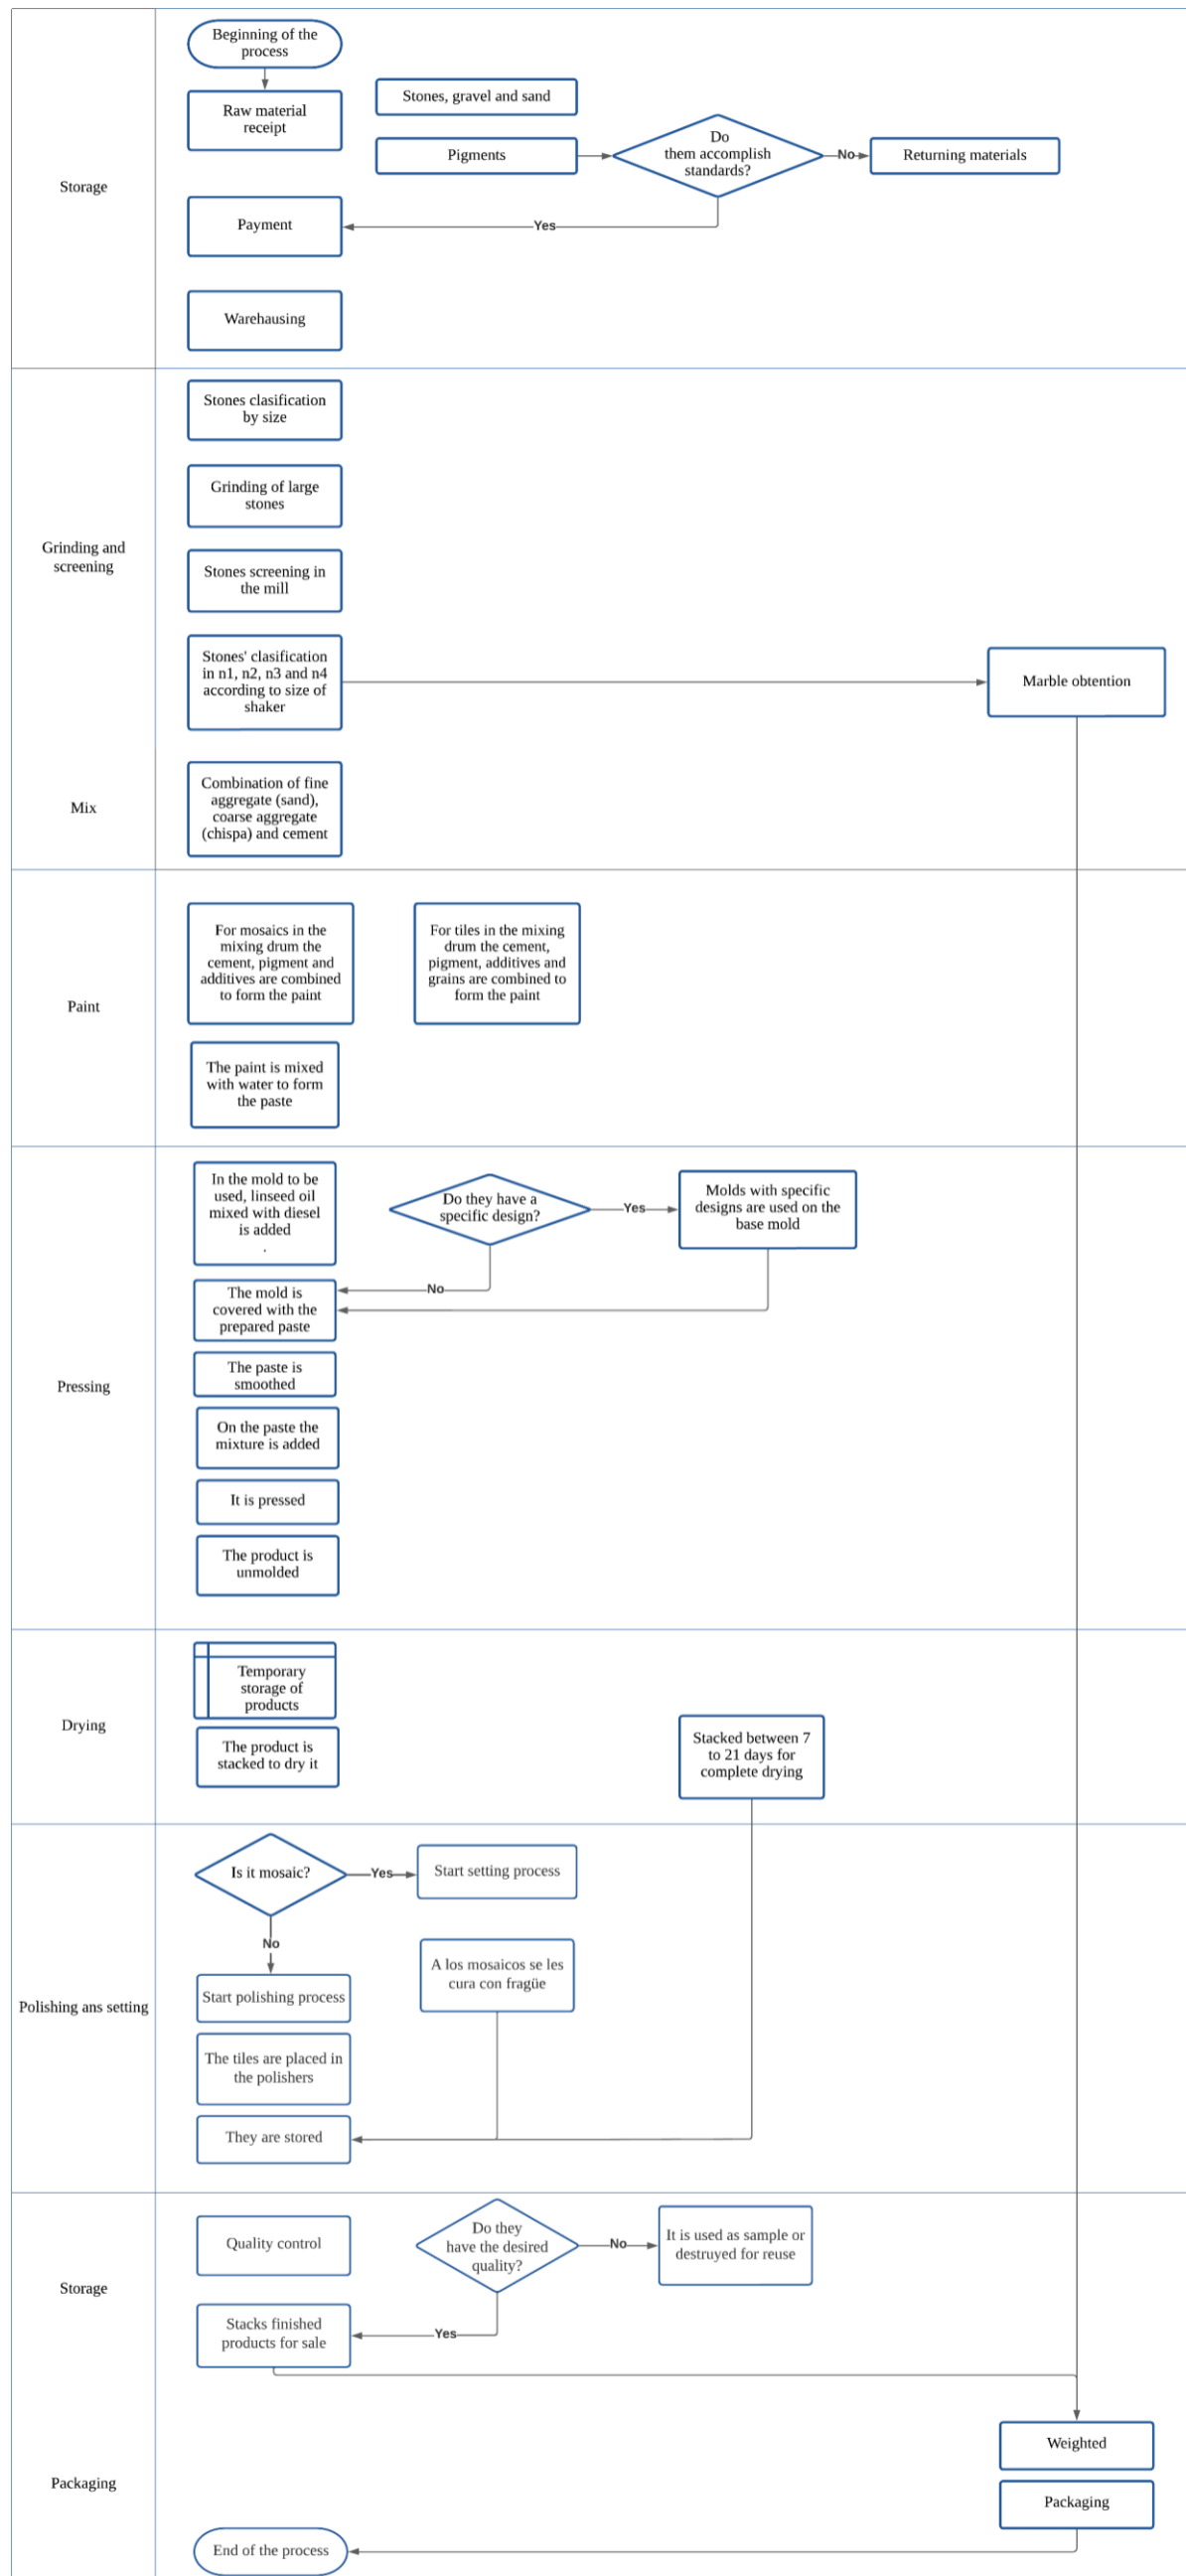 Beginning of the
process
Raw material
receipt
Stones, gravel and sand
Pigments
Do
them accomplish
standards?
No
Returning materials
Storage
Payment
Yes
Warehausing
Stones clasification
by size
Grinding of large
stones
Grinding and
screening
Stones screening in
the mill
Stones' clasification
in n1, n2, n3 and n4
according to size of
shaker
Marble obtention
Mix
Combination of fine
aggregate (sand),
coarse aggregate
(chispa) and cement
Paint
For mosaics in the
mixing drum the
cement, pigment and
additives are combined
to form the paint
For tiles in the mixing
drum the cement,
pigment, additives and
grains are combined to
form the paint
The paint is mixed
with water to form
the paste
In the mold to be
used, linseed oil
mixed with diesel
is added
.
Do they have a
specific design?
Yes
Molds with specific
designs are used on the
base mold
No
The mold is
covered with the
prepared paste
Pressing
The paste is
smoothed
On the paste the
mixture is added
It is pressed
The product is
unmolded
Drying
Temporary
storage of
products
The product is
stacked to dry it
Stacked between 7
to 21 days for
complete drying
Is it mosaic?
Yes
Start setting process
No
A los mosaicos se les
cura con fragüe
Polishing ans setting
Start polishing process
The tiles are placed in
the polishers
They are stored
Storage
Quality control
Do they
have the desired
quality?
No
It is used as sample or
destruyed for reuse
Stacks finished
products for sale
Yes
Weighted
Packaging
Packaging
End of the process